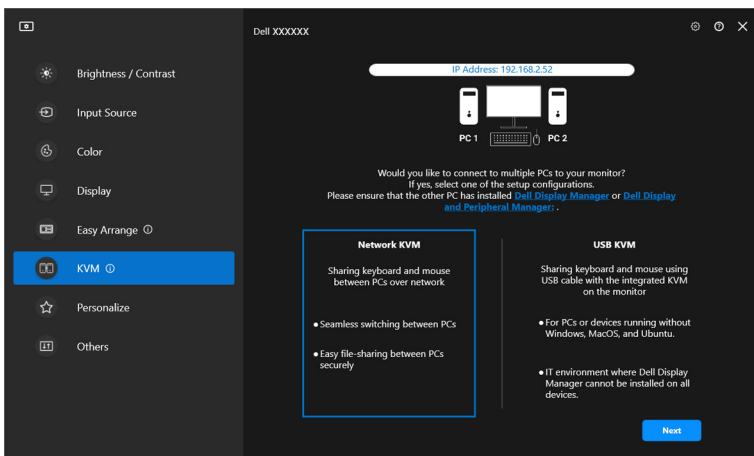 Dell XXXXXX
Brightness / Contrast
Input Source
Color
Display
Easy Arrange
KVM
Personalize
Others
IP Address: 192.168.2.52
PC 1
PC 2
Would you like to connect to multiple PCs to your monitor?
If yes, select one of the setup configurations.
Please ensure that the other PC has installed Dell Display Manager or Dell Display
and Peripheral Manager: .
Network KVM
Sharing keyboard and mouse
between PCs over network
● Seamless switching between PCs
● Easy file-sharing between PCs
securely
USB KVM
Sharing keyboard and mouse using
USB cable with the integrated KVM
on the monitor
● For PCs or devices running without
Windows, MacOS, and Ubuntu.
● IT environment where Dell Display
Manager cannot be installed on all
devices.
Next